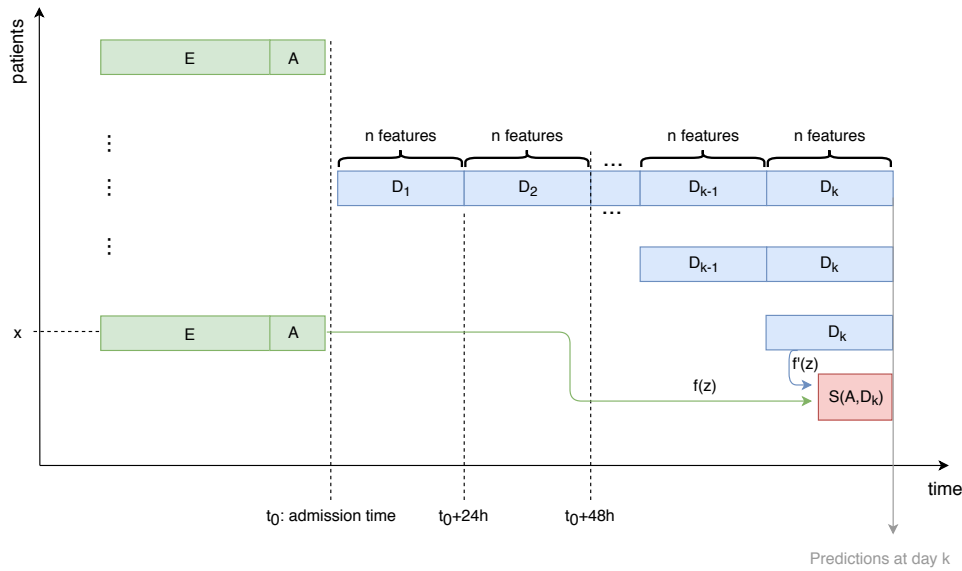 patients
E A
n features n features n features n features
...
D1 D2 Dk-1 Dk
...
Dk-1 Dk
x E A Dk
f'(z)
f(z) S(A,Dk)
time
t0: admission time t0+24h t0+48h
Predictions at day k